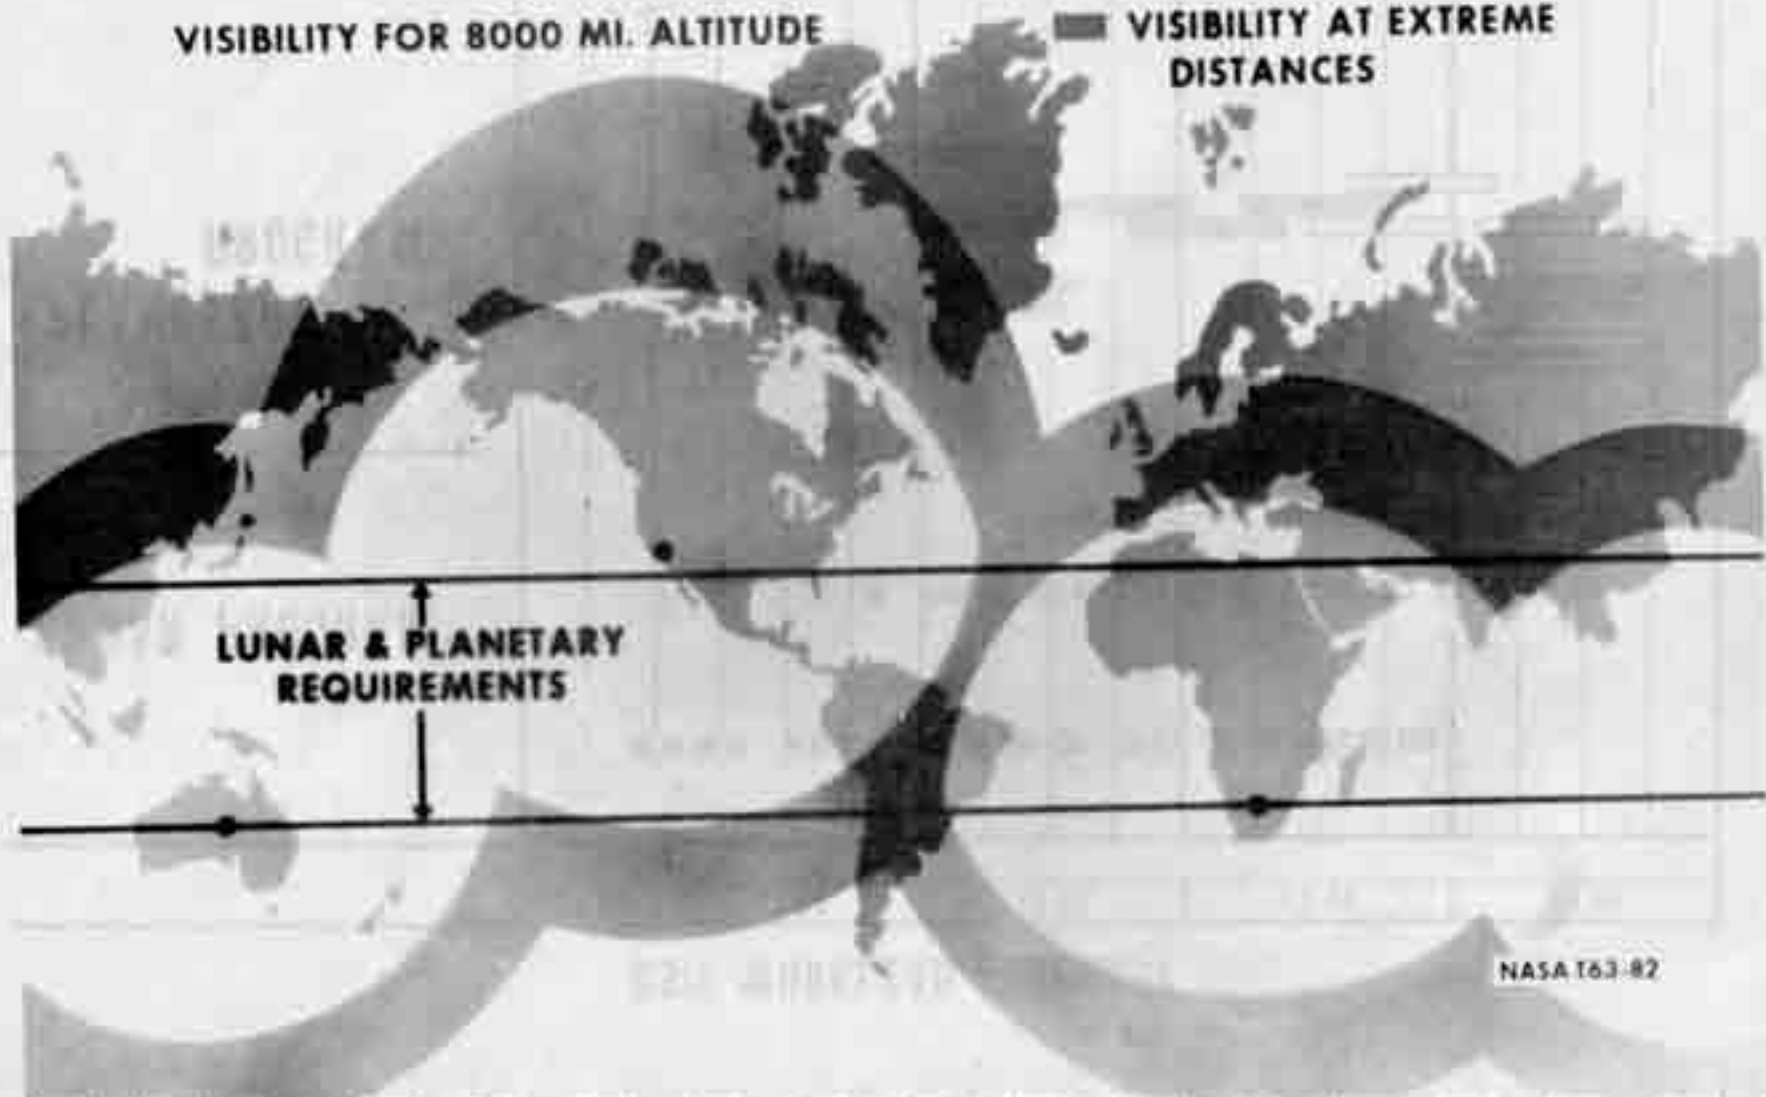 VISIBILITY FOR 8000 MI. ALTITUDE
VISIBILITY AT EXTREME
DISTANCES
LUNAR & PLANETARY
REQUIREMENTS
NASA T63-82